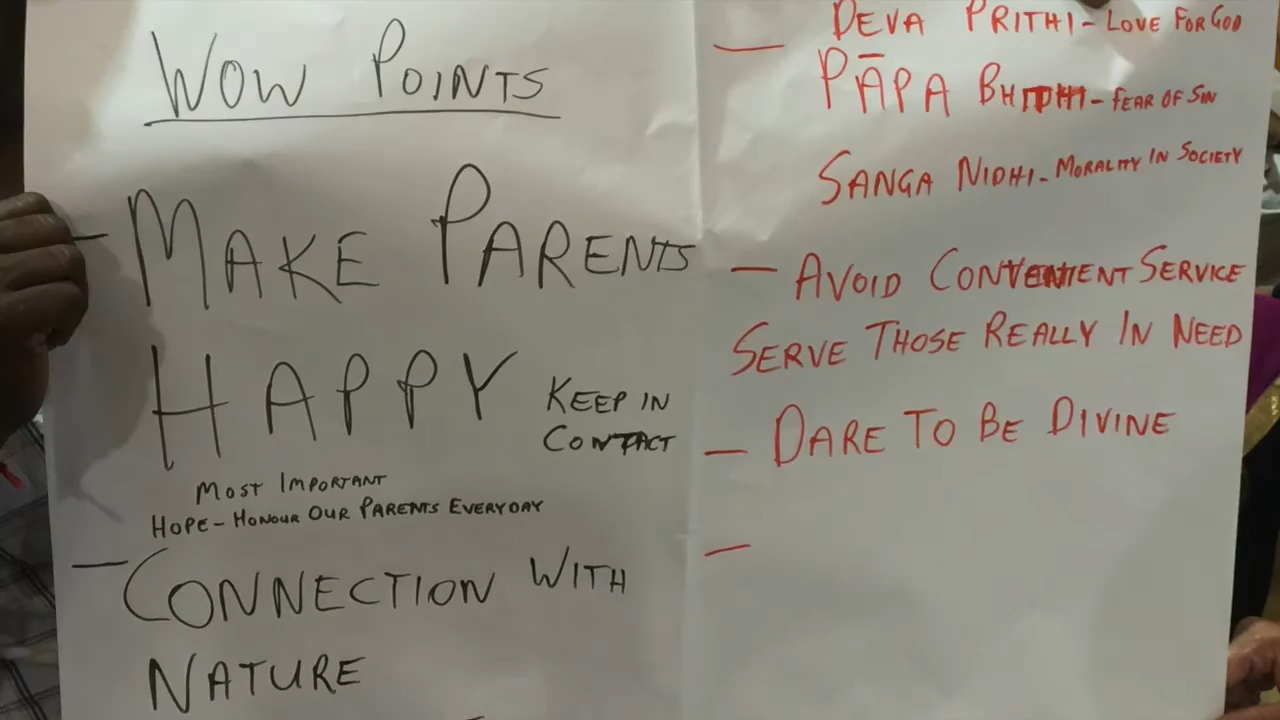 WOW POINTS
- MAKE PARENTS
HAPPY
KEEP IN
CONTACT
MOST IMPORTANT
HOPE - HONOUR OUR PARENTS EVERYDAY
- CONNECTION WITH
NATURE
- DEVA PRITHI - LOVE FOR GOD
PĀPA BHITHI - FEAR OF SIN
SANGA NIDHI - MORALITY IN SOCIETY
- AVOID CONVENIENT SERVICE
SERVE THOSE REALLY IN NEED
- DARE TO BE DIVINE
-